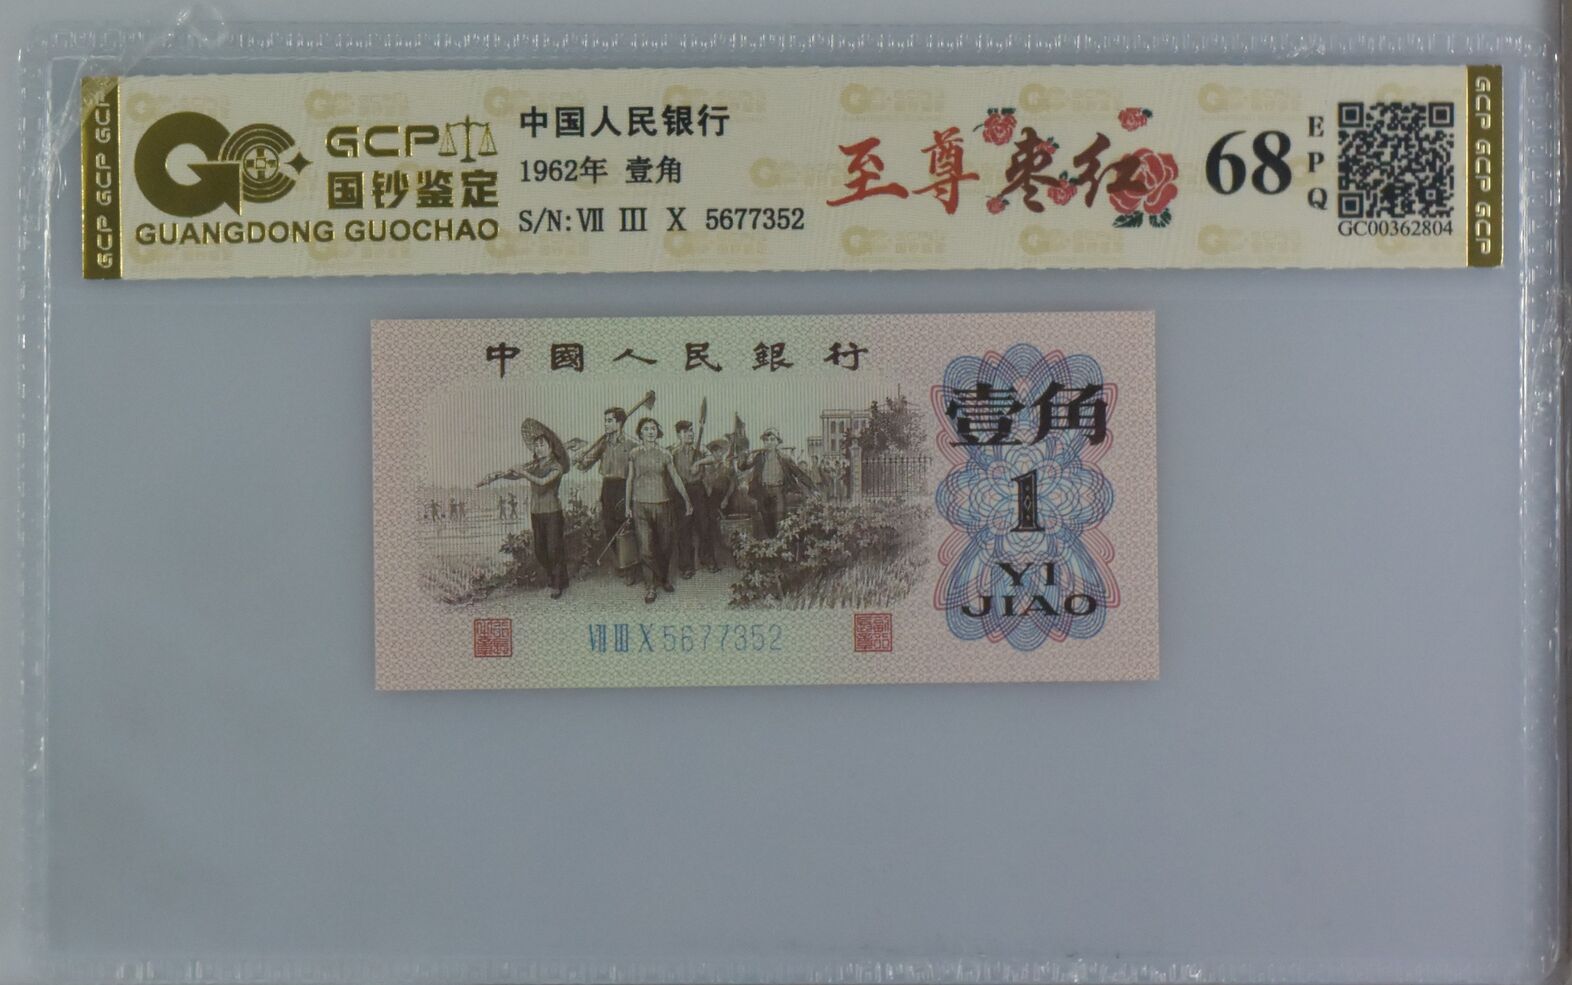 GCP
国钞鉴定
GUANGDONG GUOCHAO
中国人民银行
1962年 壹角
S/N: Ⅶ Ⅲ Ⅹ 5677352
至尊枣红
68
EPQ
GC00362804
GCP GCP GCP
GCP GCP GCP
中國人民銀行
壹角
1
YI
JIAO
Ⅶ Ⅲ Ⅹ 5677352